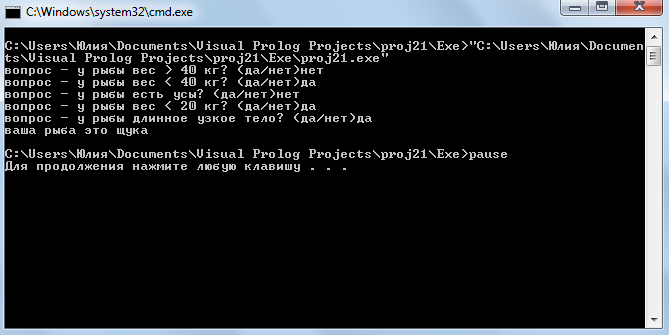 C:\Windows\system32\cmd.exe
C:\Users\Юлия\Documents\Visual Prolog Projects\proj21\Exe>"C:\Users\Юлия\Documen
ts\Visual Prolog Projects\proj21\Exe\proj21.exe"
вопрос - у рыбы вес > 40 кг? (да/нет)нет
вопрос - у рыбы вес < 40 кг? (да/нет)да
вопрос - у рыбы есть усы? (да/нет)нет
вопрос - у рыбы вес < 20 кг? (да/нет)да
вопрос - у рыбы длинное узкое тело? (да/нет)да
ваша рыба это щука
C:\Users\Юлия\Documents\Visual Prolog Projects\proj21\Exe>pause
Для продолжения нажмите любую клавишу . . .